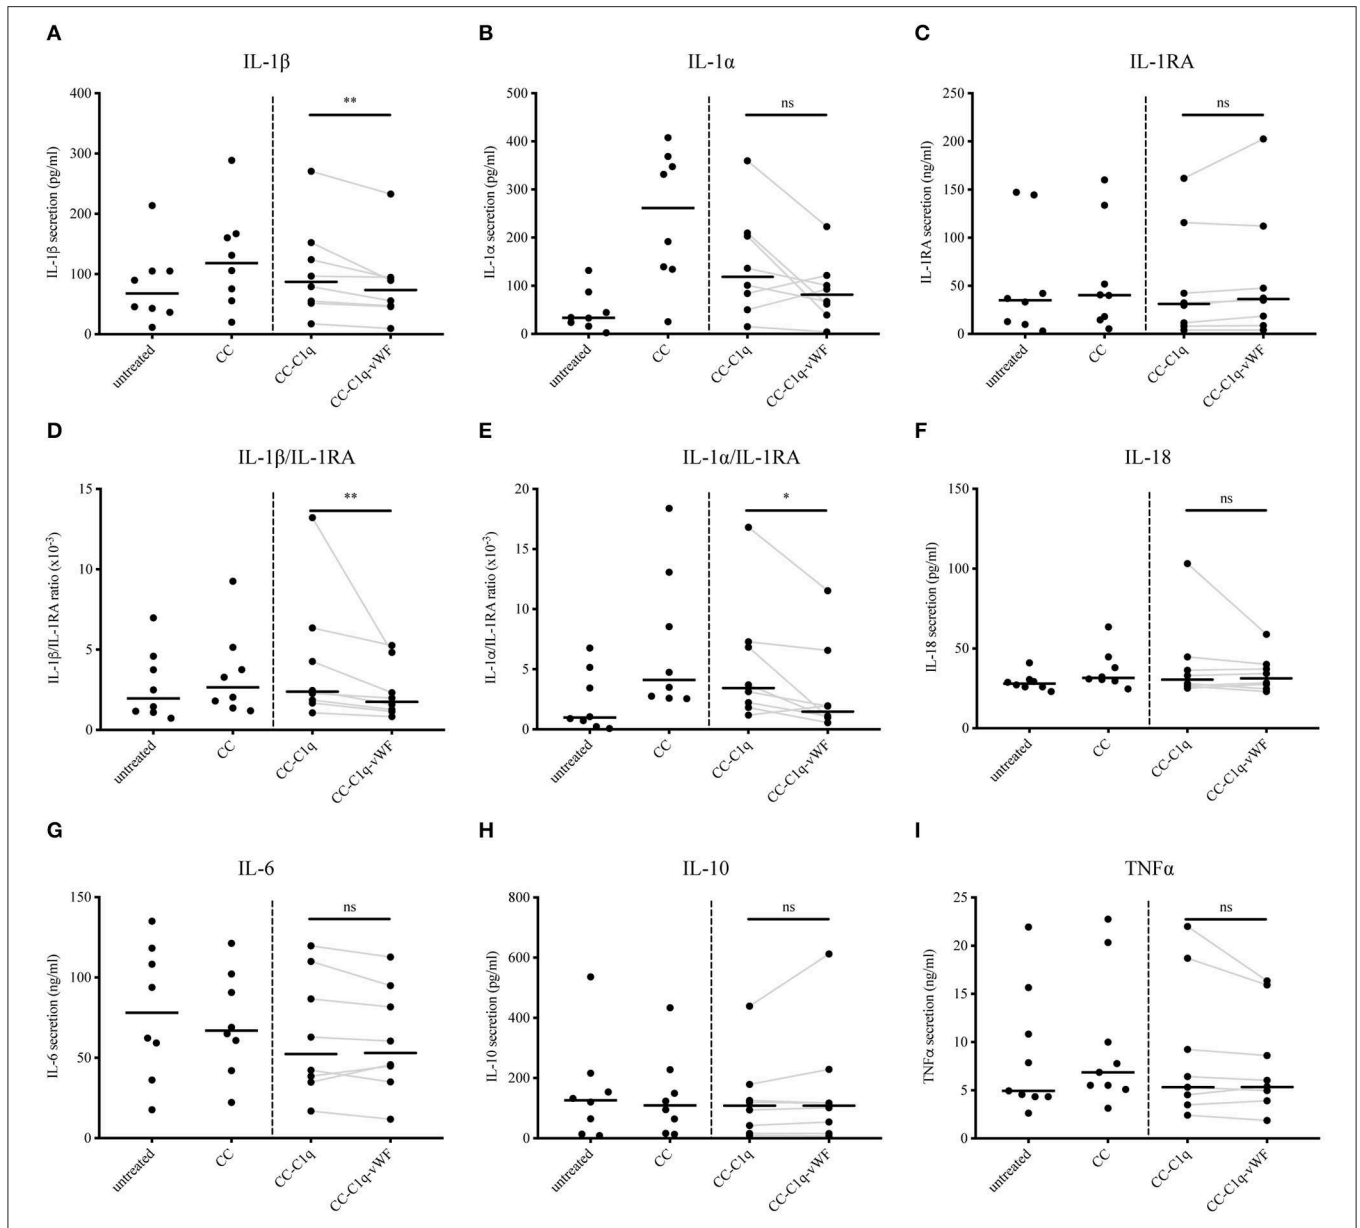 A
B
C
IL-1β
IL-1α
IL-1RA
IL-1β secretion (pg/ml)
400
300
200
100
0
**
untreated
CC
CC-C1q
CC-C1q-vWF
IL-1α secretion (pg/ml)
500
400
300
200
100
0
ns
untreated
CC
CC-C1q
CC-C1q-vWF
IL-1RA secretion (ng/ml)
250
200
150
100
50
0
ns
untreated
CC
CC-C1q
CC-C1q-vWF
D
E
F
IL-1β/IL-1RA
IL-1α/IL-1RA
IL-18
IL-1β/IL-1RA ratio (x10⁻³)
15
10
5
0
**
untreated
CC
CC-C1q
CC-C1q-vWF
IL-1α/IL-1RA ratio (x10⁻³)
20
15
10
5
0
*
untreated
CC
CC-C1q
CC-C1q-vWF
IL-18 secretion (pg/ml)
150
100
50
0
ns
untreated
CC
CC-C1q
CC-C1q-vWF
G
H
I
IL-6
IL-10
TNFα
IL-6 secretion (ng/ml)
150
100
50
0
ns
untreated
CC
CC-C1q
CC-C1q-vWF
IL-10 secretion (pg/ml)
800
600
400
200
0
ns
untreated
CC
CC-C1q
CC-C1q-vWF
TNFα secretion (ng/ml)
25
20
15
10
5
0
ns
untreated
CC
CC-C1q
CC-C1q-vWF